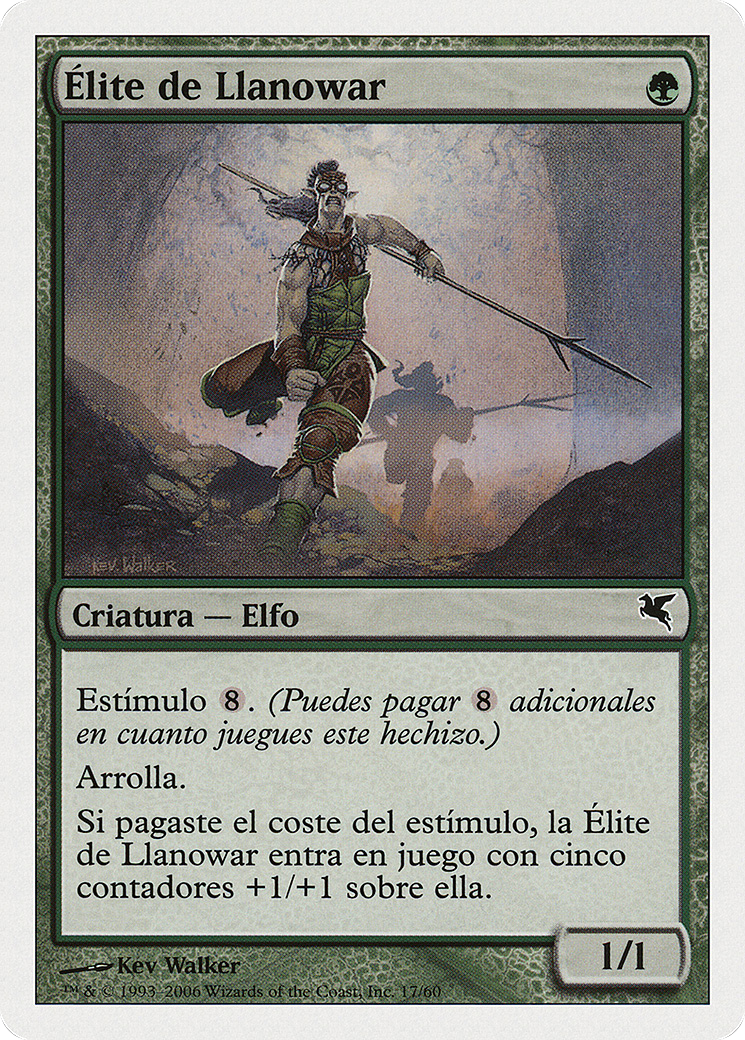 Élite de Llanowar
Kev Walker
Criatura — Elfo
Estímulo 8. (Puedes pagar 8 adicionales
en cuanto juegues este hechizo.)
Arrolla.
Si pagaste el coste del estímulo, la Élite
de Llanowar entra en juego con cinco
contadores +1/+1 sobre ella.
1/1
Kev Walker
™ & © 1993–2006 Wizards of the Coast, Inc. 17/60